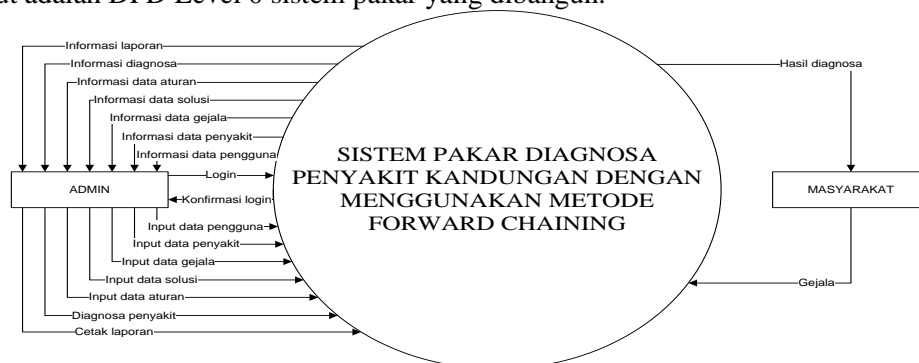 ut adalah DFD Level 0 sistem pakar yang dibangun.
Informasi laporan
Informasi diagnosa
Informasi data aturan
Informasi data solusi
Informasi data gejala
Informasi data penyakit
Informasi data pengguna
Login
ADMIN
Konfirmasi login
Input data pengguna
Input data penyakit
Input data gejala
Input data solusi
Input data aturan
Diagnosa penyakit
Cetak laporan
SISTEM PAKAR DIAGNOSA
PENYAKIT KANDUNGAN DENGAN
MENGGUNAKAN METODE
FORWARD CHAINING
Hasil diagnosa
MASYARAKAT
Gejala